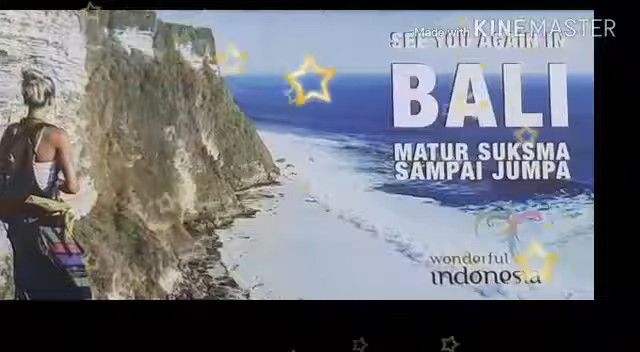 Made with KINEMASTER
SEE YOU AGAIN IN
BALI
MATUR SUKSMA
SAMPAI JUMPA
wonderful
indonesia